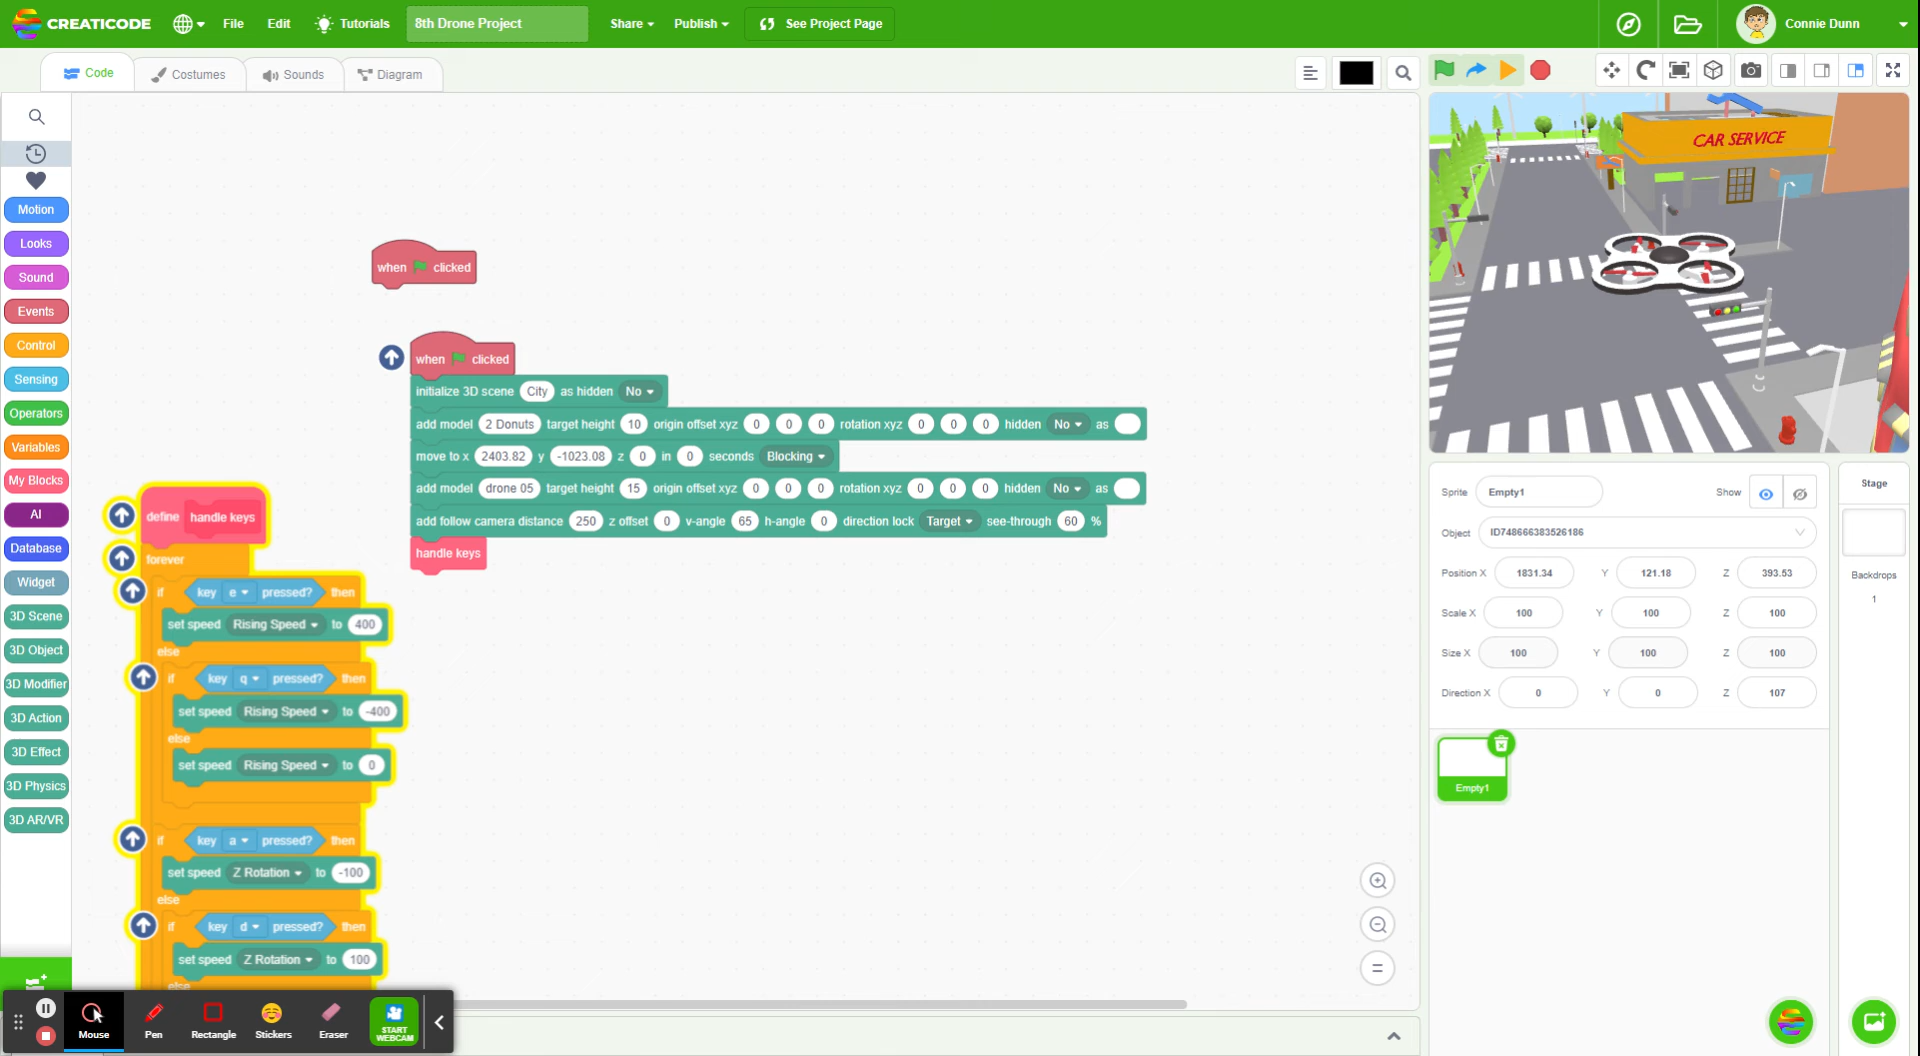 CREATICODE File Edit Tutorials 8th Drone Project Share Publish See Project Page Connie Dunn
Code Costumes Sounds Diagram
Motion
Looks
Sound
Events
Control
Sensing
Operators
Variables
My Blocks
AI
Database
Widget
3D Scene
3D Object
3D Modifier
3D Action
3D Effect
3D Physics
3D AR/VR
when clicked
when clicked
initialize 3D scene City as hidden No
add model 2 Donuts target height 10 origin offset xyz 0 0 0 rotation xyz 0 0 0 hidden No as
move to x 2403.82 y -1023.08 z 0 in 0 seconds Blocking
add model drone 05 target height 15 origin offset xyz 0 0 0 rotation xyz 0 0 0 hidden No as
add follow camera distance 250 z offset 0 v-angle 65 h-angle 0 direction lock Target see-through 60 %
handle keys
define handle keys
forever
if key e pressed? then
set speed Rising Speed to 400
else
if key q pressed? then
set speed Rising Speed to -400
else
set speed Rising Speed to 0
if key a pressed? then
set speed Z Rotation to -100
else
if key d pressed? then
set speed Z Rotation to 100
else
Mouse Pen Rectangle Stickers Eraser START WEBCAM
CAR SERVICE
Sprite Empty1 Show
Object ID748666383526186
Position X 1831.34 Y 121.18 Z 393.53
Scale X 100 Y 100 Z 100
Size X 100 Y 100 Z 100
Direction X 0 Y 0 Z 107
Empty1
Stage
Backdrops
1